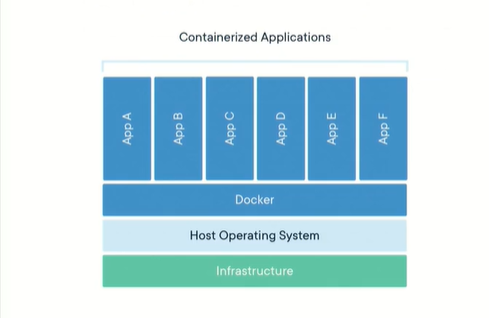 Containerized Applications
App A
App B
App C
App D
App E
App F
Docker
Host Operating System
Infrastructure